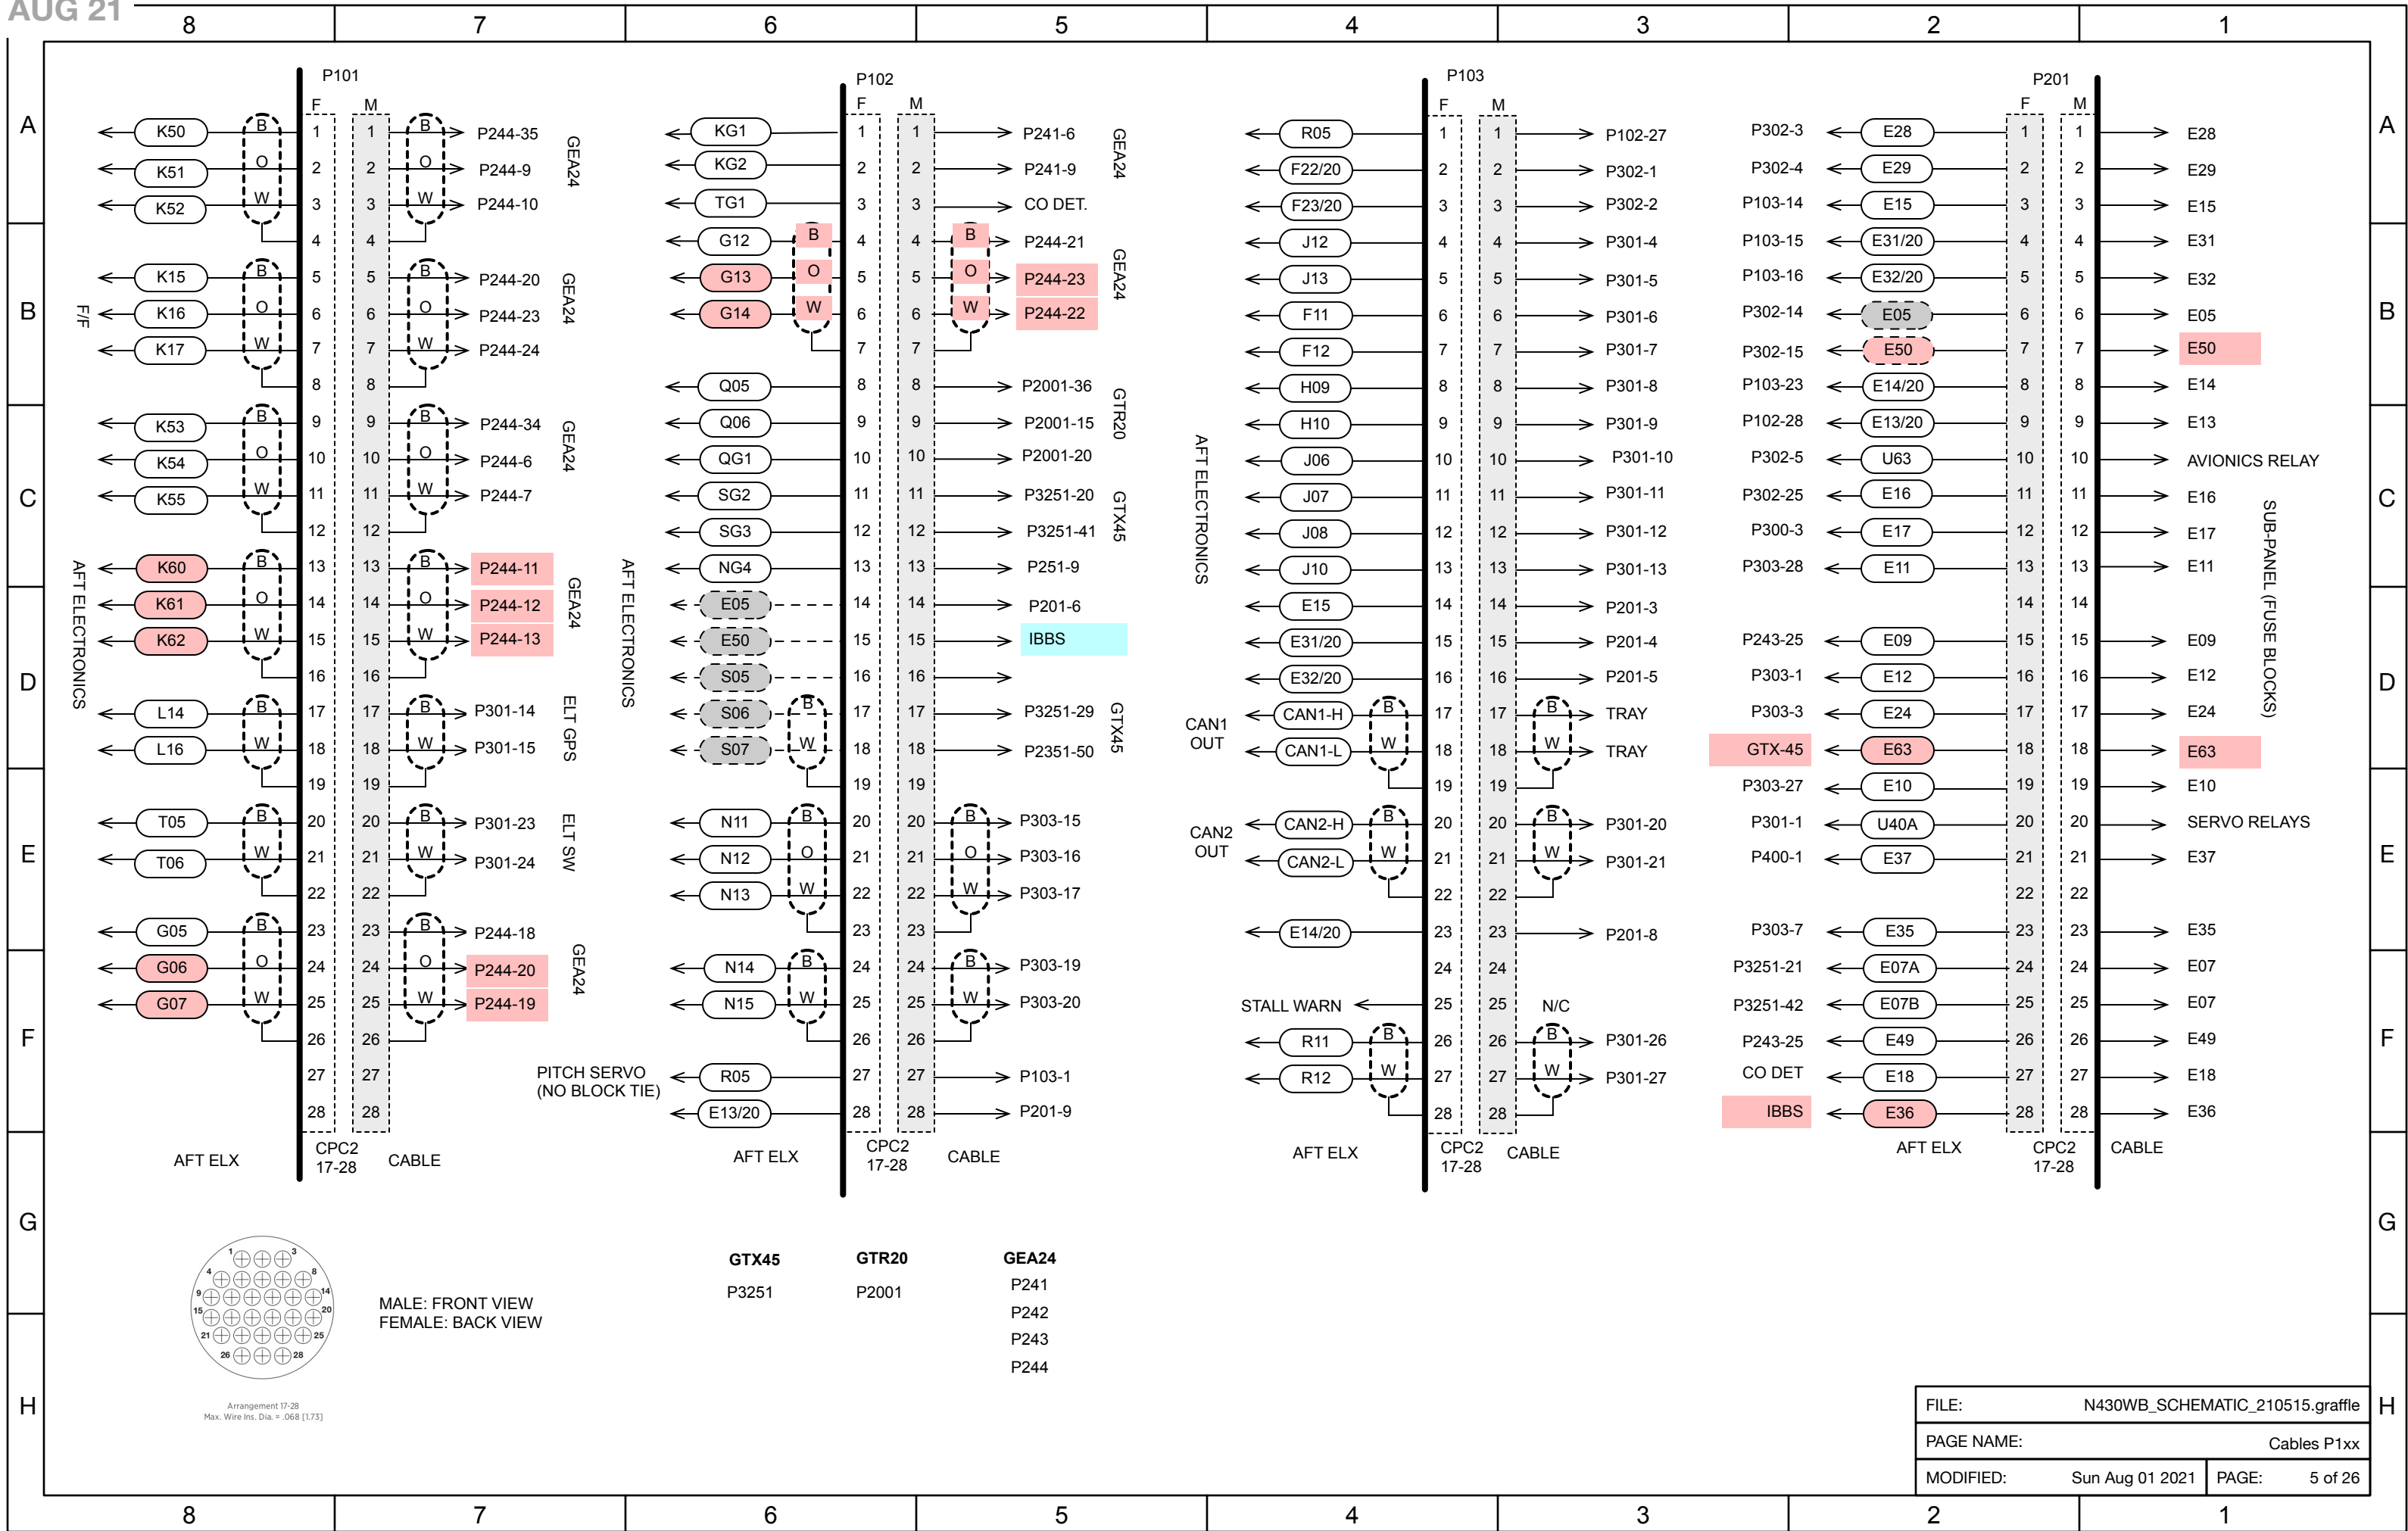 AUG 21
8 7 6 5 4 3 2 1
A A
B B
C C
D D
E E
F F
G G
H H
P101
F M
K50 B 1 1 B P244-35
K51 O 2 2 O P244-9
K52 W 3 3 W P244-10
4 4
GEA24
K15 B 5 5 B P244-20
K16 O 6 6 O P244-23
K17 W 7 7 W P244-24
8 8
F/F
GEA24
K53 B 9 9 B P244-34
K54 O 10 10 O P244-6
K55 W 11 11 W P244-7
12 12
GEA24
K60 B 13 13 B P244-11
K61 O 14 14 O P244-12
K62 W 15 15 W P244-13
16 16
GEA24
AFT ELECTRONICS
L14 B 17 17 B P301-14
L16 W 18 18 W P301-15
19 19
ELT GPS
T05 B 20 20 B P301-23
T06 W 21 21 W P301-24
22 22
ELT SW
G05 B 23 23 B P244-18
G06 O 24 24 O P244-20
G07 W 25 25 W P244-19
26 26
GEA24
27 27
28 28
AFT ELX
CPC2
17-28
CABLE
P102
F M
KG1 1 1 P241-6
KG2 2 2 P241-9
TG1 3 3 CO DET.
GEA24
G12 B 4 4 B P244-21
G13 O 5 5 O P244-23
G14 W 6 6 W P244-22
7 7
GEA24
Q05 8 8 P2001-36
Q06 9 9 P2001-15
QG1 10 10 P2001-20
GTR20
SG2 11 11 P3251-20
SG3 12 12 P3251-41
GTX45
NG4 13 13 P251-9
E05 14 14 P201-6
E50 15 15 IBBS
S05 16 16
S06 B 17 17 P3251-29
S07 W 18 18 P2351-50
19 19
GTX45
AFT ELECTRONICS
N11 B 20 20 B P303-15
N12 O 21 21 O P303-16
N13 W 22 22 W P303-17
23 23
N14 B 24 24 B P303-19
N15 W 25 25 W P303-20
26 26
PITCH SERVO
(NO BLOCK TIE)
R05 27 27 P103-1
E13/20 28 28 P201-9
AFT ELX
CPC2
17-28
CABLE
P103
F M
R05 1 1 P102-27
F22/20 2 2 P302-1
F23/20 3 3 P302-2
J12 4 4 P301-4
J13 5 5 P301-5
F11 6 6 P301-6
F12 7 7 P301-7
H09 8 8 P301-8
H10 9 9 P301-9
J06 10 10 P301-10
J07 11 11 P301-11
J08 12 12 P301-12
J10 13 13 P301-13
E15 14 14 P201-3
E31/20 15 15 P201-4
E32/20 16 16 P201-5
AFT ELECTRONICS
CAN1
OUT
CAN1-H B 17 17 B TRAY
CAN1-L W 18 18 W TRAY
19 19
CAN2
OUT
CAN2-H B 20 20 B P301-20
CAN2-L W 21 21 W P301-21
22 22
E14/20 23 23 P201-8
24 24
STALL WARN 25 25 N/C
R11 B 26 26 B P301-26
R12 W 27 27 W P301-27
28 28
AFT ELX
CPC2
17-28
CABLE
P201
F M
P302-3 E28 1 1 E28
P302-4 E29 2 2 E29
P103-14 E15 3 3 E15
P103-15 E31/20 4 4 E31
P103-16 E32/20 5 5 E32
P302-14 E05 6 6 E05
P302-15 E50 7 7 E50
P103-23 E14/20 8 8 E14
P102-28 E13/20 9 9 E13
P302-5 U63 10 10 AVIONICS RELAY
P302-25 E16 11 11 E16
P300-3 E17 12 12 E17
P303-28 E11 13 13 E11
14 14
P243-25 E09 15 15 E09
P303-1 E12 16 16 E12
P303-3 E24 17 17 E24
GTX-45 E63 18 18 E63
P303-27 E10 19 19 E10
P301-1 U40A 20 20 SERVO RELAYS
P400-1 E37 21 21 E37
22 22
P303-7 E35 23 23 E35
P3251-21 E07A 24 24 E07
P3251-42 E07B 25 25 E07
P243-25 E49 26 26 E49
CO DET E18 27 27 E18
IBBS E36 28 28 E36
SUB-PANEL (FUSE BLOCKS)
AFT ELX
CPC2
17-28
CABLE
1 3
4 8
9 14
15 20
21 25
26 28
Arrangement 17-28
Max. Wire Ins. Dia. = .068 [1.73]
MALE: FRONT VIEW
FEMALE: BACK VIEW
GTX45 GTR20 GEA24
P3251 P2001 P241
P242
P243
P244
FILE: N430WB_SCHEMATIC_210515.graffle
PAGE NAME: Cables P1xx
MODIFIED: Sun Aug 01 2021 PAGE: 5 of 26
8 7 6 5 4 3 2 1